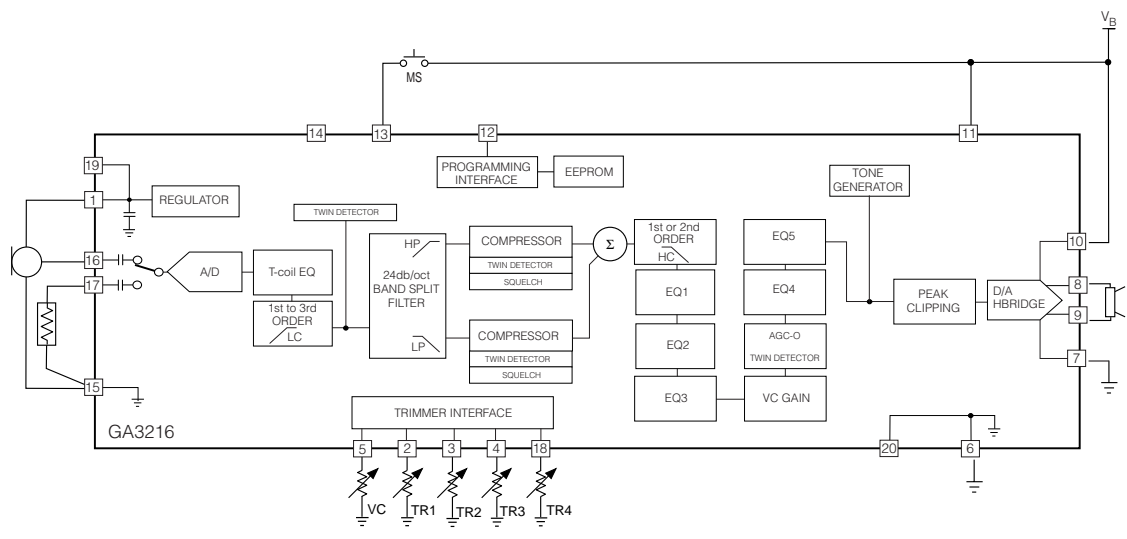 VB
MS
14
13
12
11
19
PROGRAMMING
INTERFACE
EEPROM
TONE
GENERATOR
1
REGULATOR
TWIN DETECTOR
1st or 2nd
ORDER
HC
EQ5
10
HP
COMPRESSOR
TWIN DETECTOR
SQUELCH
Σ
16
A/D
T-coil EQ
24db/oct
BAND SPLIT
FILTER
17
EQ1
EQ4
8
PEAK
CLIPPING
D/A
HBRIDGE
1st to 3rd
ORDER
LC
9
LP
COMPRESSOR
TWIN DETECTOR
SQUELCH
EQ2
AGC-O
TWIN DETECTOR
7
15
EQ3
VC GAIN
TRIMMER INTERFACE
GA3216
5
2
3
4
18
20
6
VC
TR1
TR2
TR3
TR4